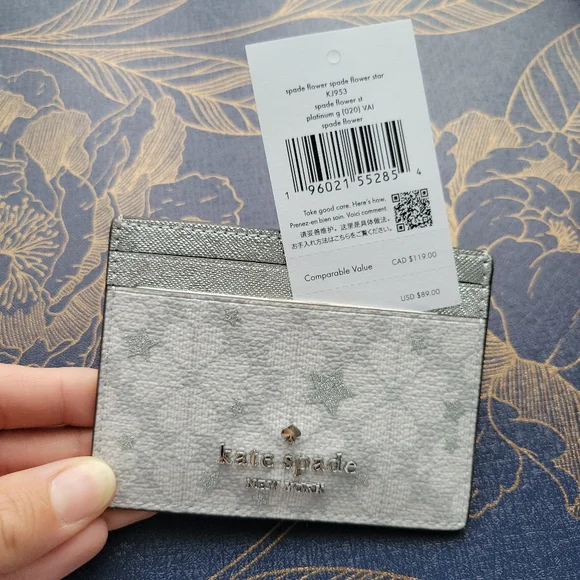 spade flower spade flower star
KJ953
spade flower st
platinum g (020) VAI
spade flower
1 96021 55285 4
Take good care. Here's how.
Prenez-en bien soin. Voici comment.
请妥善维护。这里是具体做法。
お手入れ方法はこちらをご覧ください。
Comparable Value CAD $119.00
USD $89.00
kate spade
NEW YORK